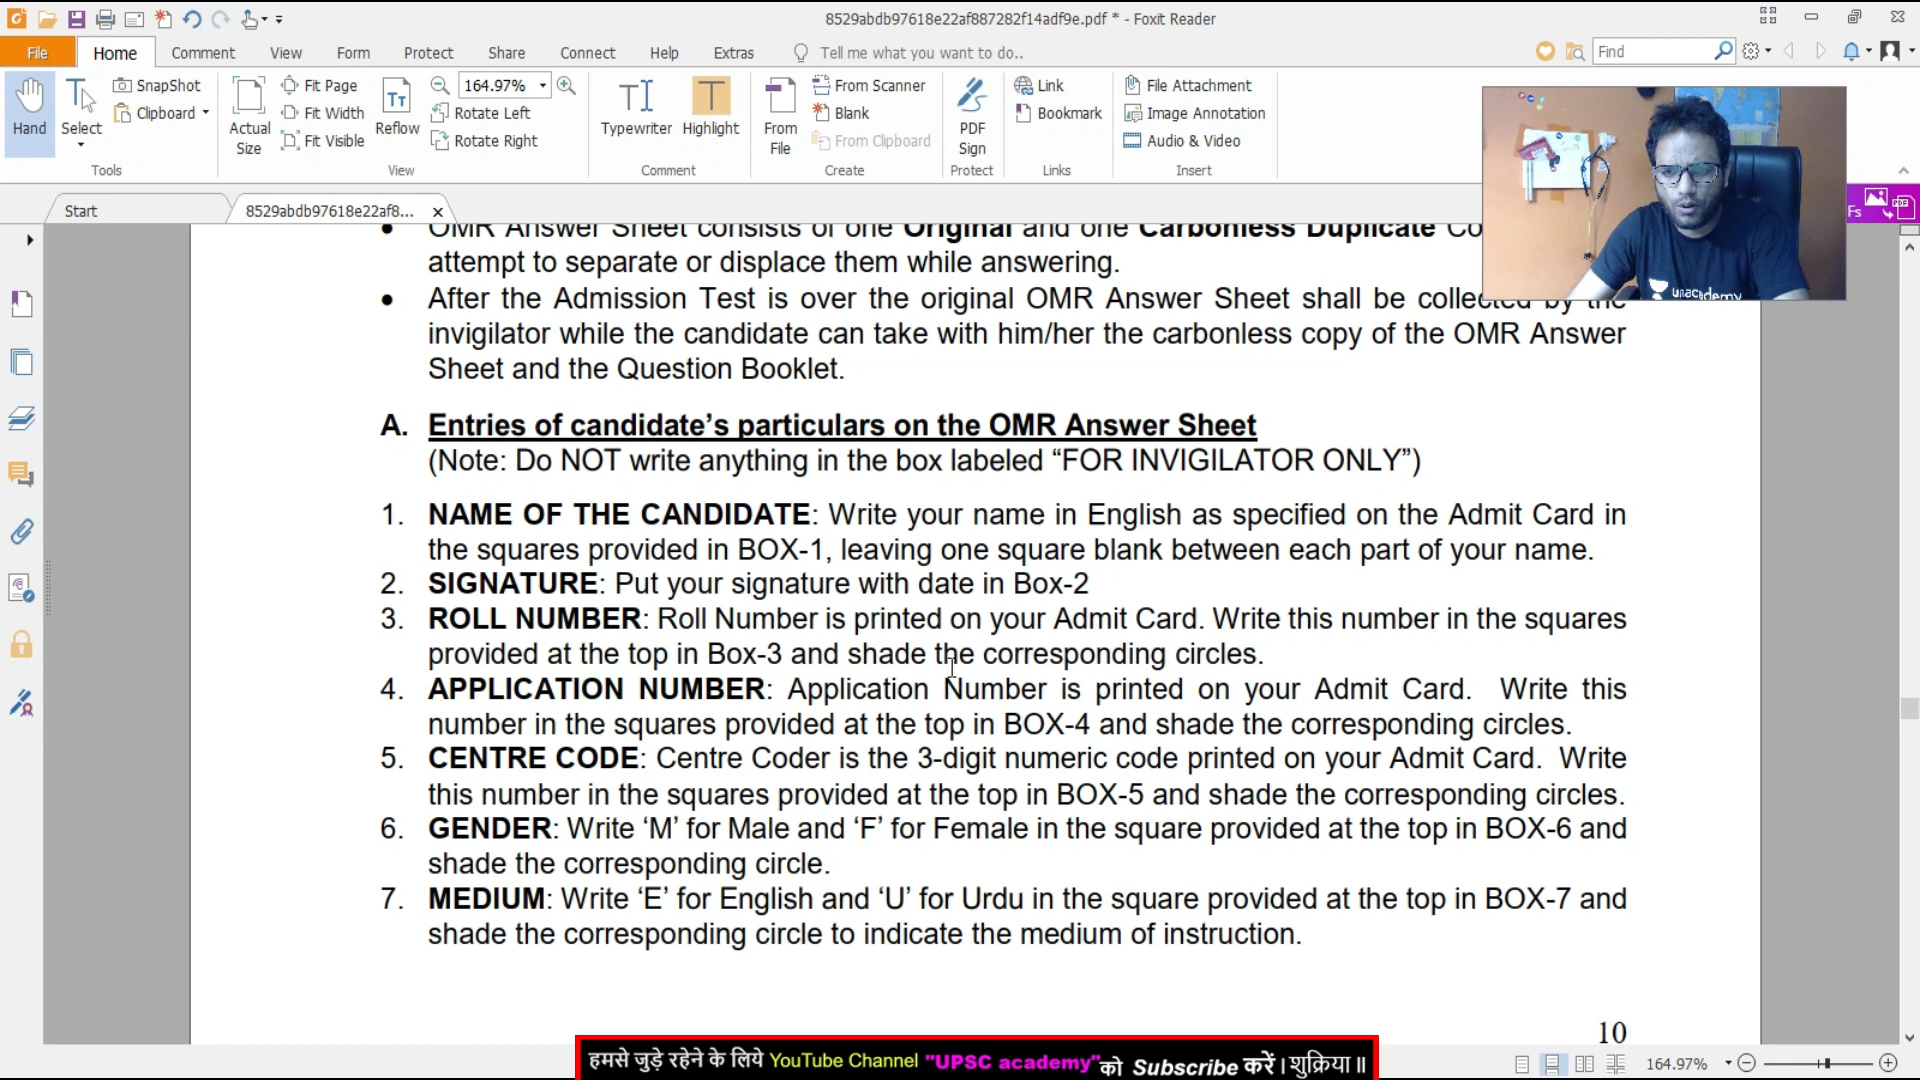 8529abdb97618e22af887282f14adf9e.pdf * - Foxit Reader
File Home Comment View Form Protect Share Connect Help Extras Tell me what you want to do.. Find
Hand Select SnapShot Clipboard Actual Size Fit Page Fit Width Fit Visible Reflow 164.97% Rotate Left Rotate Right Typewriter Highlight From File From Scanner Blank From Clipboard PDF Sign Link Bookmark File Attachment Image Annotation Audio & Video
Tools View Comment Create Protect Links Insert
Start 8529abdb97618e22af8...
Fs PDF
unacademy
• OMR Answer Sheet consists of one Original and one Carbonless Duplicate Co
attempt to separate or displace them while answering.
• After the Admission Test is over the original OMR Answer Sheet shall be collected by the
invigilator while the candidate can take with him/her the carbonless copy of the OMR Answer
Sheet and the Question Booklet.
A. Entries of candidate’s particulars on the OMR Answer Sheet
(Note: Do NOT write anything in the box labeled “FOR INVIGILATOR ONLY”)
1. NAME OF THE CANDIDATE: Write your name in English as specified on the Admit Card in
the squares provided in BOX-1, leaving one square blank between each part of your name.
2. SIGNATURE: Put your signature with date in Box-2
3. ROLL NUMBER: Roll Number is printed on your Admit Card. Write this number in the squares
provided at the top in Box-3 and shade the corresponding circles.
4. APPLICATION NUMBER: Application Number is printed on your Admit Card. Write this
number in the squares provided at the top in BOX-4 and shade the corresponding circles.
5. CENTRE CODE: Centre Coder is the 3-digit numeric code printed on your Admit Card. Write
this number in the squares provided at the top in BOX-5 and shade the corresponding circles.
6. GENDER: Write ‘M’ for Male and ‘F’ for Female in the square provided at the top in BOX-6 and
shade the corresponding circle.
7. MEDIUM: Write ‘E’ for English and ‘U’ for Urdu in the square provided at the top in BOX-7 and
shade the corresponding circle to indicate the medium of instruction.
10
हमसे जुड़े रहेने के लिये YouTube Channel "UPSC academy" को Subscribe करें। शुक्रिया॥
164.97%